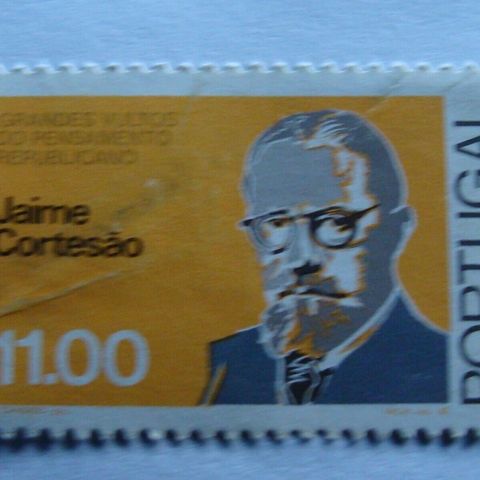 GRANDES VULTOS
DO PENSAMENTO
REPUBLICANO
Jaime
Cortesão
11.00
PORTUGAL